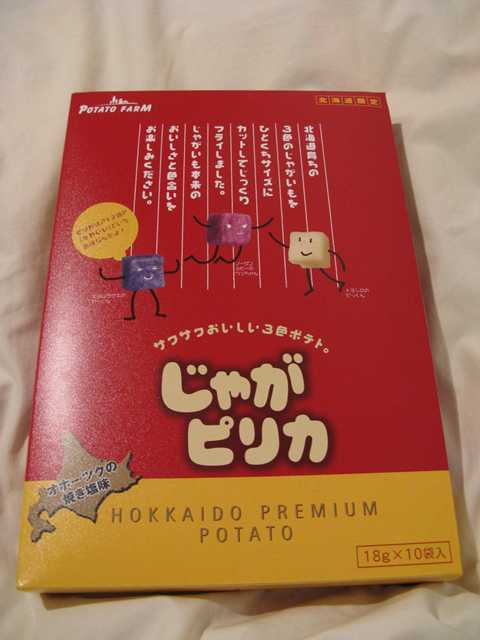 POTATO FARM
北海道限定
北海道育ちの
3色のじゃがいもを
ひとくちサイズに
カットしてじっくり
フライしました。
じゃがいも本来の
おいしさと色合いを
お楽しみください。
サクサクおいしい3色ポテト。
じゃが
ピリカ
オホーツクの
焼き塩味
HOKKAIDO PREMIUM
POTATO
18g×10袋入